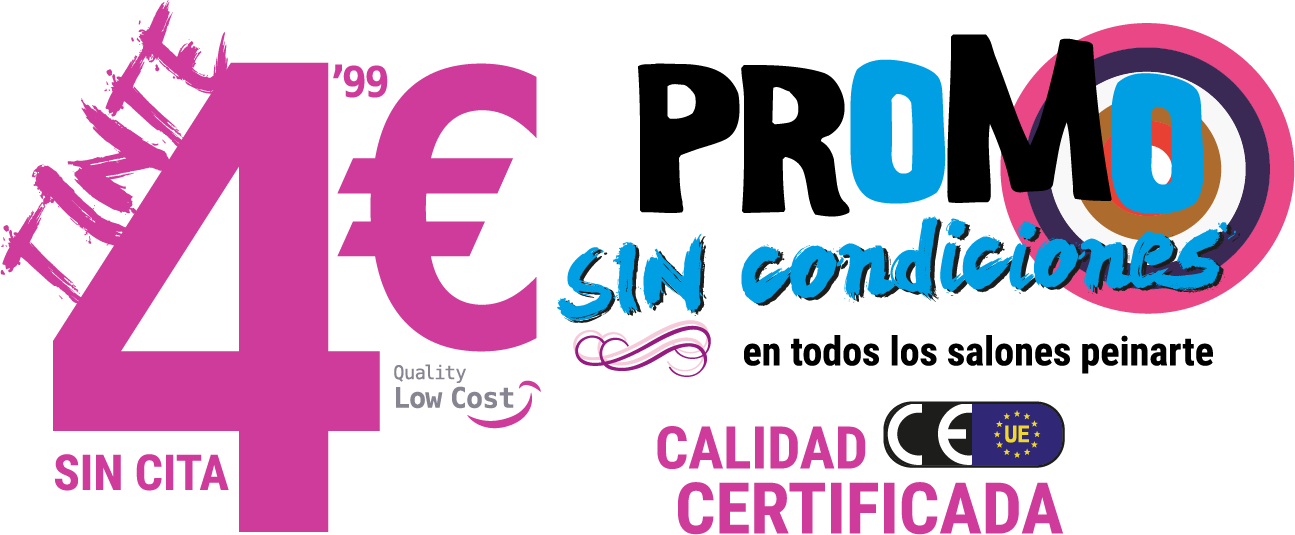 TINTE
4'99€
Quality
Low Cost
SIN CITA
PROMO
SIN condiciones
en todos los salones peinarte
CALIDAD CE UE
CERTIFICADA